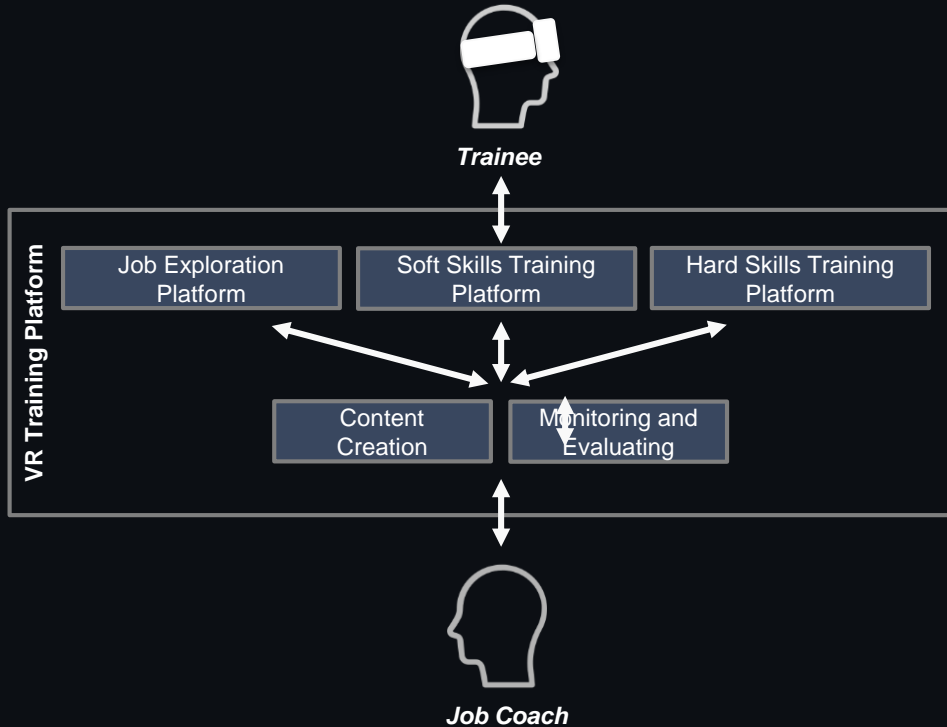 Trainee
VR Training Platform
Job Exploration
Platform
Soft Skills Training
Platform
Hard Skills Training
Platform
Content
Creation
Monitoring and
Evaluating
Job Coach